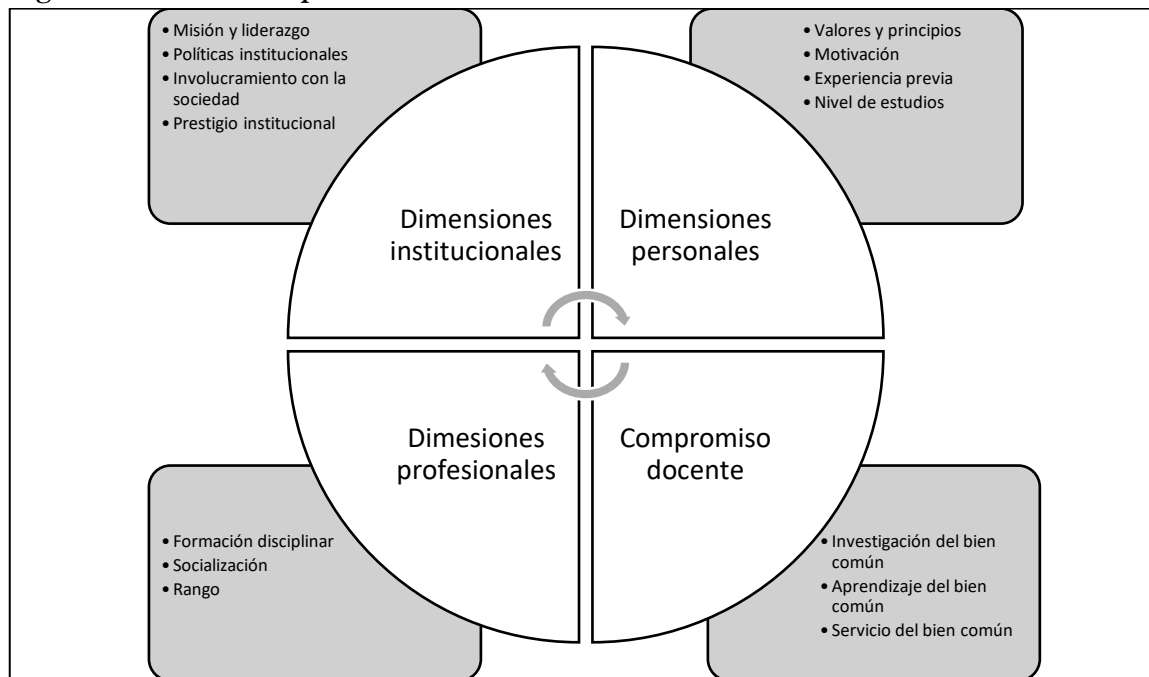 • Misión y liderazgo
• Políticas institucionales
• Involucramiento con la
sociedad
• Prestigio institucional
• Valores y principios
• Motivación
• Experiencia previa
• Nivel de estudios
Dimensiones
institucionales
Dimensiones
personales
Dimesiones
profesionales
Compromiso
docente
• Formación disciplinar
• Socialización
• Rango
• Investigación del bien
común
• Aprendizaje del bien
común
• Servicio del bien común